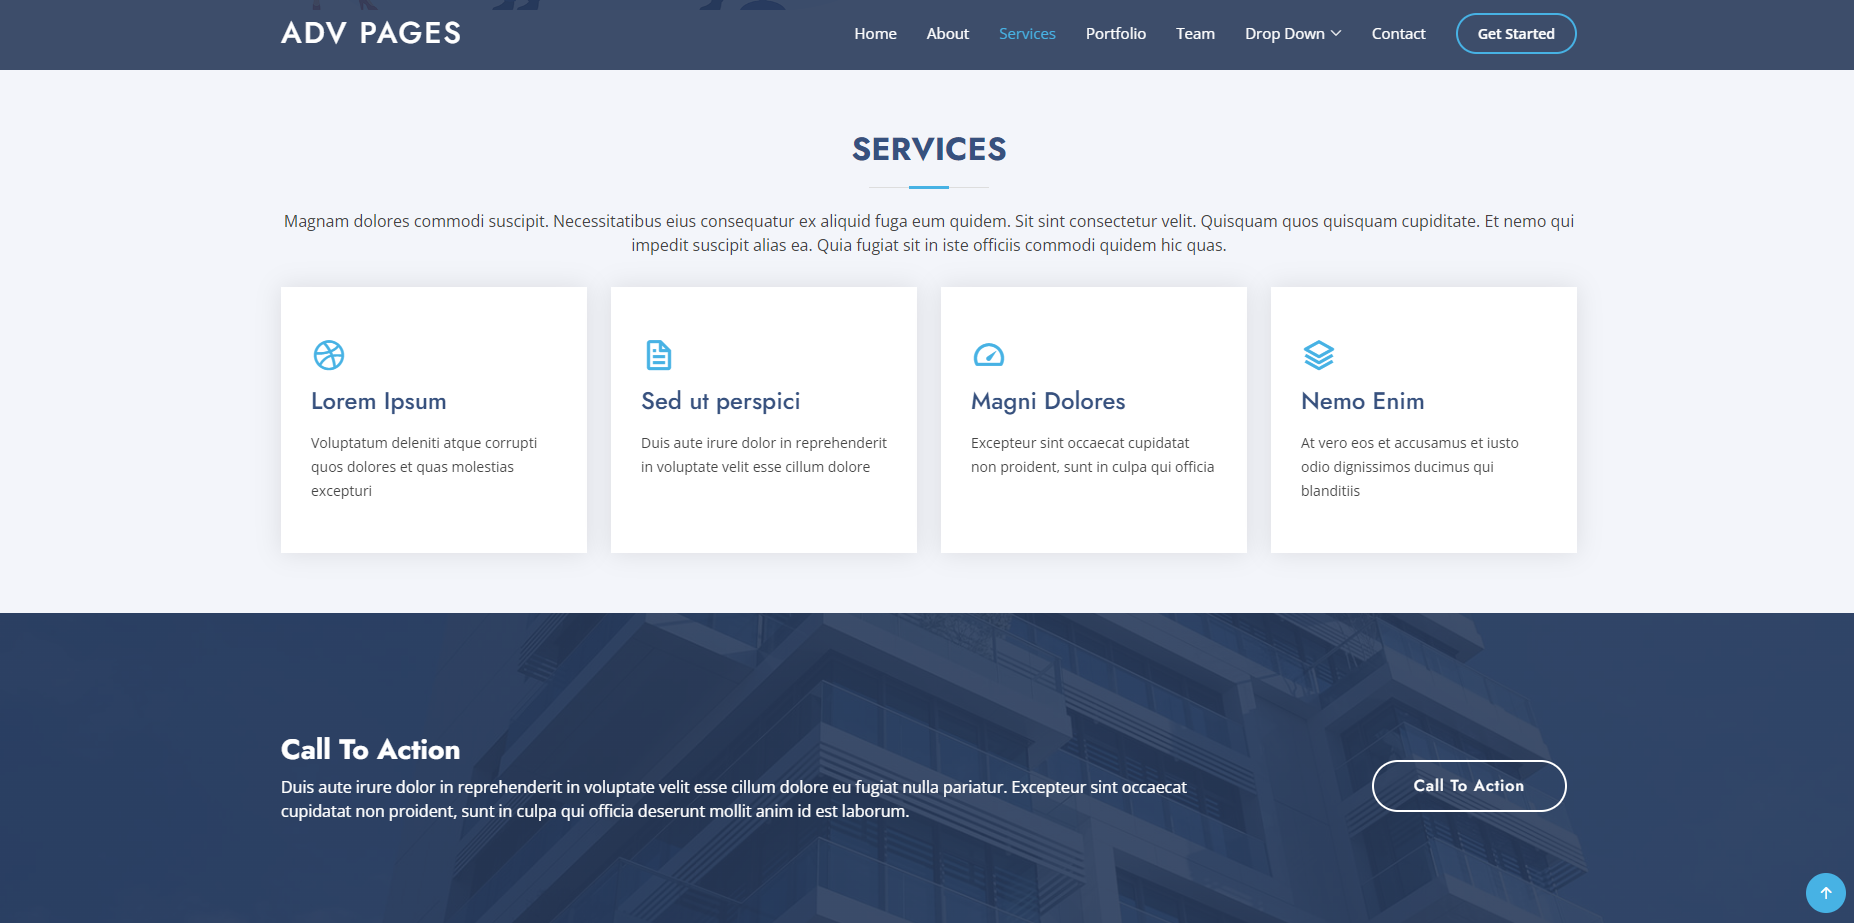 ADV PAGES
Home About Services Portfolio Team Drop Down Contact Get Started
SERVICES
Magnam dolores commodi suscipit. Necessitatibus eius consequatur ex aliquid fuga eum quidem. Sit sint consectetur velit. Quisquam quos quisquam cupiditate. Et nemo qui
impedit suscipit alias ea. Quia fugiat sit in iste officiis commodi quidem hic quas.
Lorem Ipsum
Voluptatum deleniti atque corrupti
quos dolores et quas molestias
excepturi
Sed ut perspici
Duis aute irure dolor in reprehenderit
in voluptate velit esse cillum dolore
Magni Dolores
Excepteur sint occaecat cupidatat
non proident, sunt in culpa qui officia
Nemo Enim
At vero eos et accusamus et iusto
odio dignissimos ducimus qui
blanditiis
Call To Action
Duis aute irure dolor in reprehenderit in voluptate velit esse cillum dolore eu fugiat nulla pariatur. Excepteur sint occaecat
cupidatat non proident, sunt in culpa qui officia deserunt mollit anim id est laborum.
Call To Action